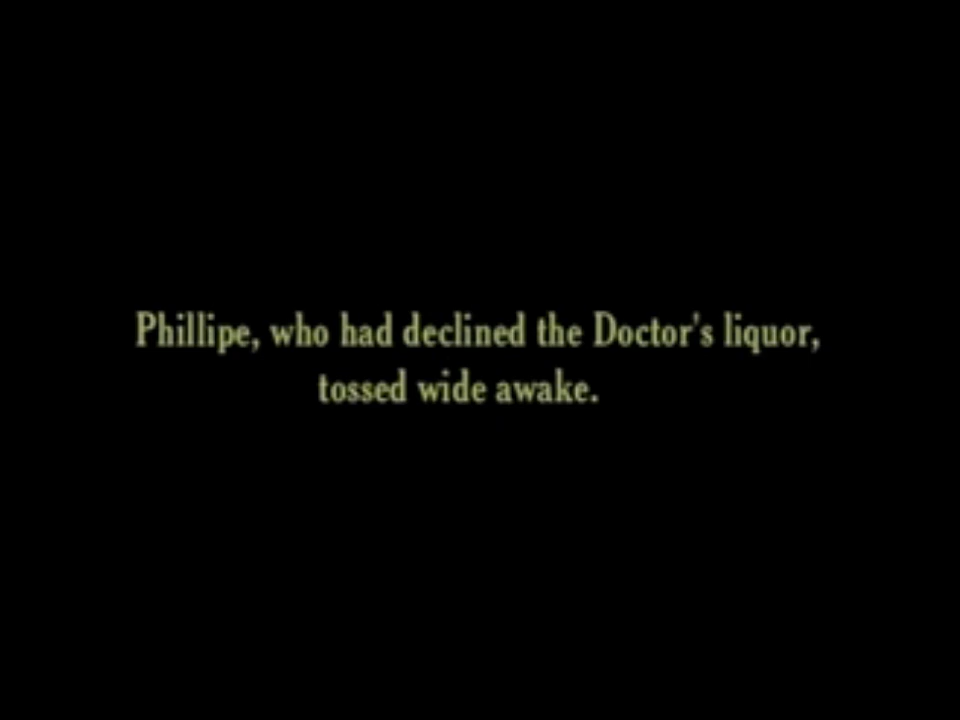 Phillipe, who had declined the Doctor's liquor,
tossed wide awake.